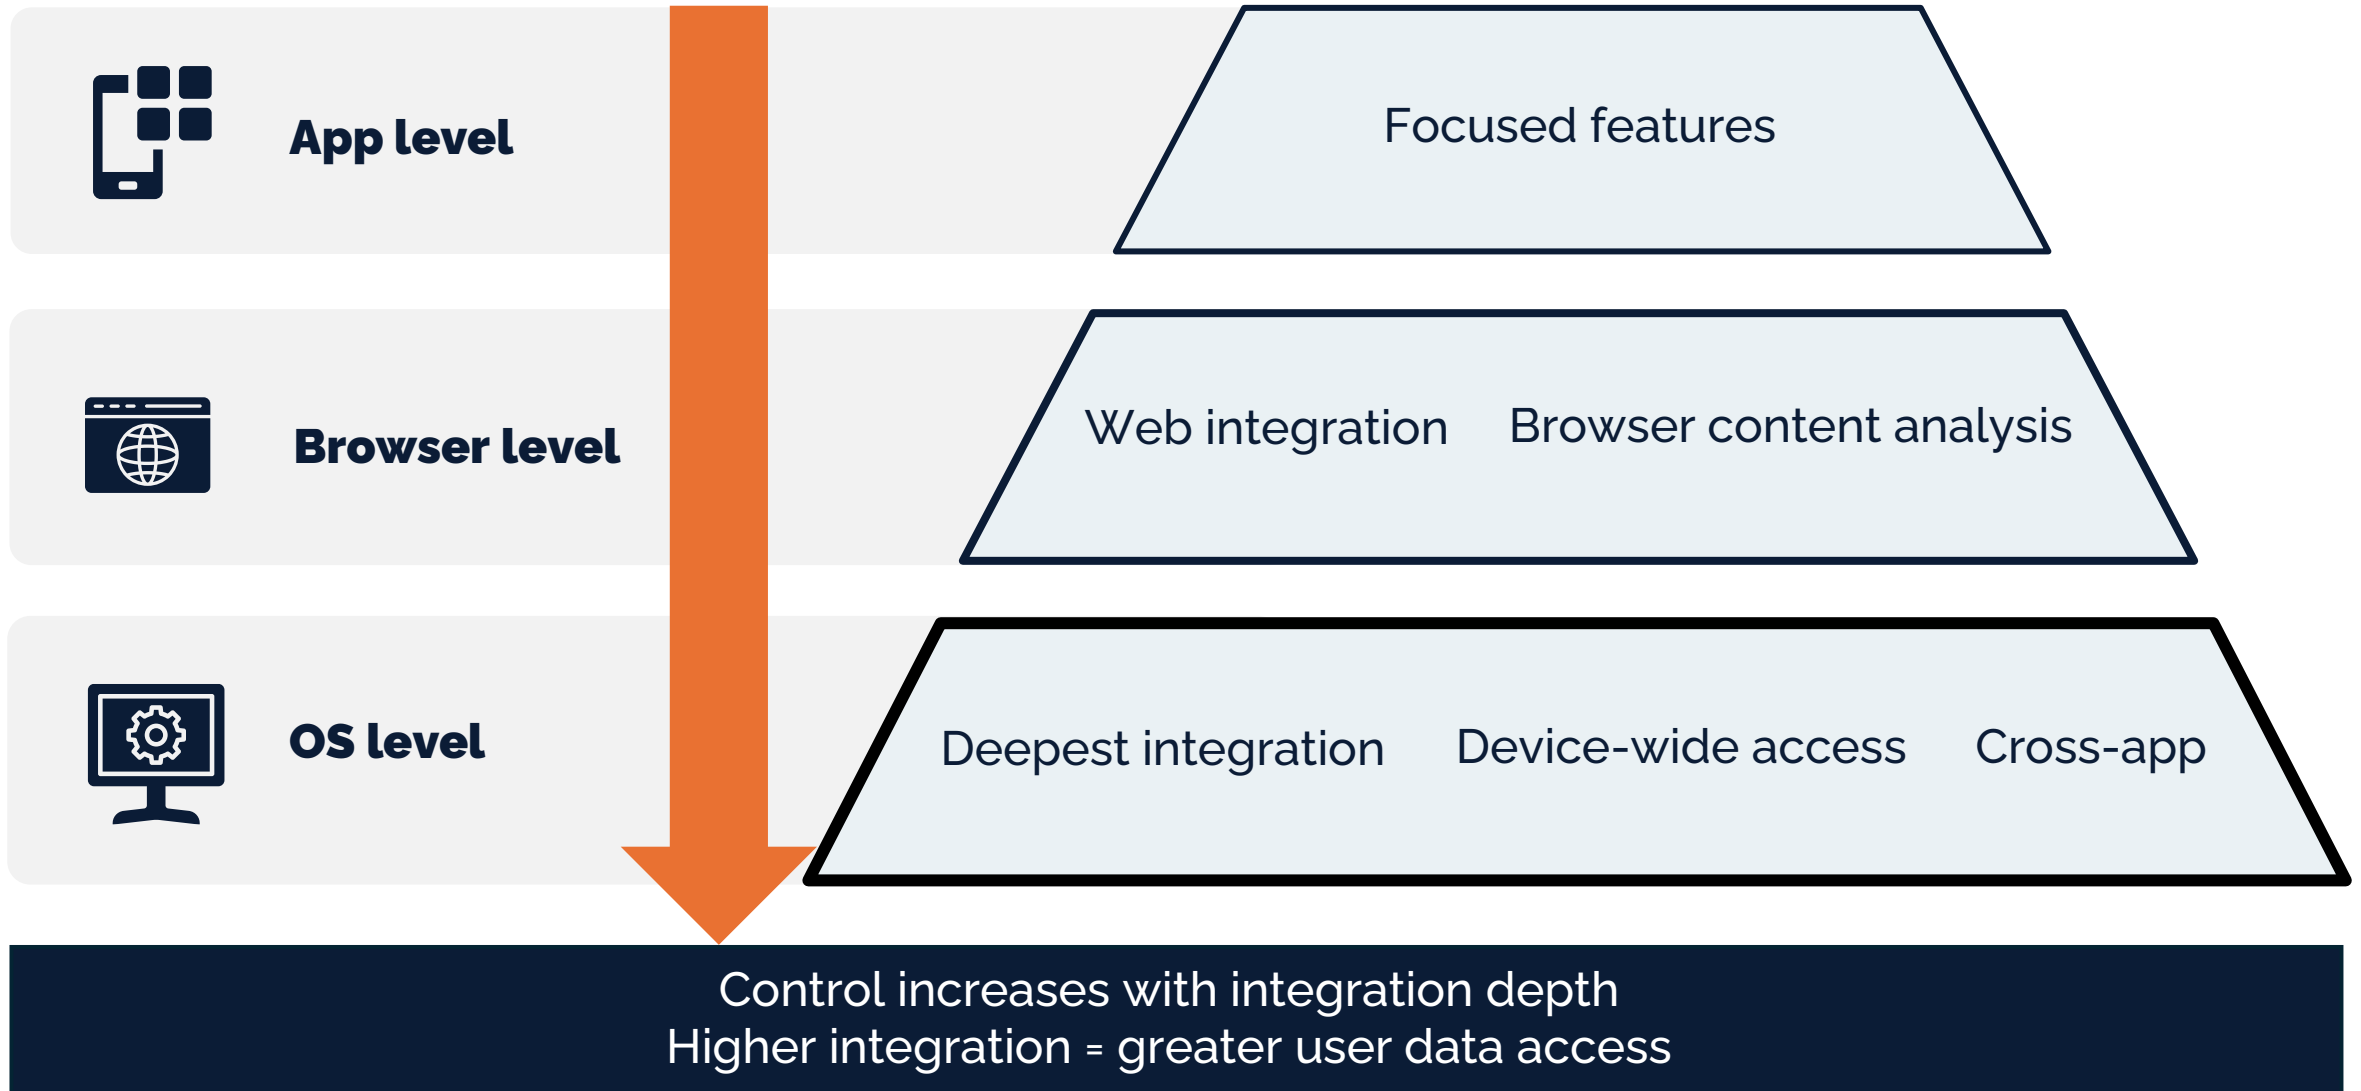 App level
Focused features
Browser level
Web integration
Browser content analysis
OS level
Deepest integration
Device-wide access
Cross-app
Control increases with integration depth
Higher integration = greater user data access